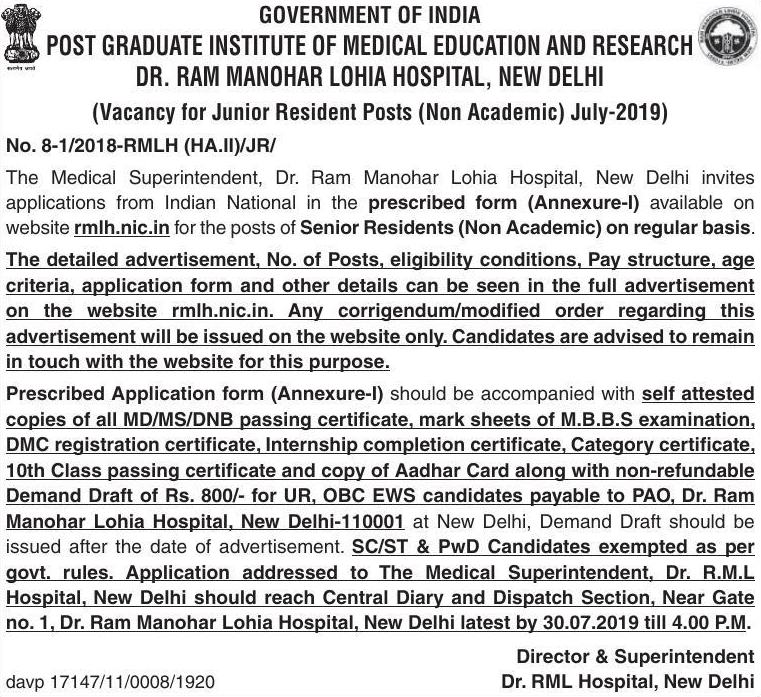 GOVERNMENT OF INDIA
POST GRADUATE INSTITUTE OF MEDICAL EDUCATION AND RESEARCH
DR. RAM MANOHAR LOHIA HOSPITAL, NEW DELHI
(Vacancy for Junior Resident Posts (Non Academic) July-2019)
No. 8-1/2018-RMLH (HA.II)/JR/
The Medical Superintendent, Dr. Ram Manohar Lohia Hospital, New Delhi invites
applications from Indian National in the prescribed form (Annexure-I) available on
website rmlh.nic.in for the posts of Senior Residents (Non Academic) on regular basis.
The detailed advertisement, No. of Posts, eligibility conditions, Pay structure, age
criteria, application form and other details can be seen in the full advertisement
on the website rmlh.nic.in. Any corrigendum/modified order regarding this
advertisement will be issued on the website only. Candidates are advised to remain
in touch with the website for this purpose.
Prescribed Application form (Annexure-I) should be accompanied with self attested
copies of all MD/MS/DNB passing certificate, mark sheets of M.B.B.S examination,
DMC registration certificate, Internship completion certificate, Category certificate,
10th Class passing certificate and copy of Aadhar Card along with non-refundable
Demand Draft of Rs. 800/- for UR, OBC EWS candidates payable to PAO, Dr. Ram
Manohar Lohia Hospital, New Delhi-110001 at New Delhi, Demand Draft should be
issued after the date of advertisement. SC/ST & PwD Candidates exempted as per
govt. rules. Application addressed to The Medical Superintendent, Dr. R.M.L
Hospital, New Delhi should reach Central Diary and Dispatch Section, Near Gate
no. 1, Dr. Ram Manohar Lohia Hospital, New Delhi latest by 30.07.2019 till 4.00 P.M.
Director & Superintendent
davp 17147/11/0008/1920 Dr. RML Hospital, New Delhi